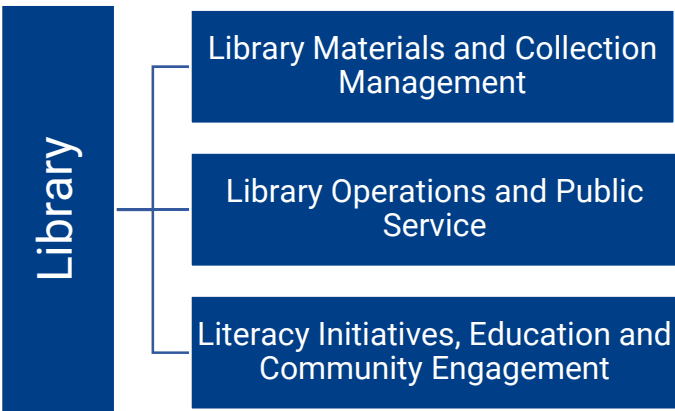 Library
Library Materials and Collection
Management
Library Operations and Public
Service
Literacy Initiatives, Education and
Community Engagement